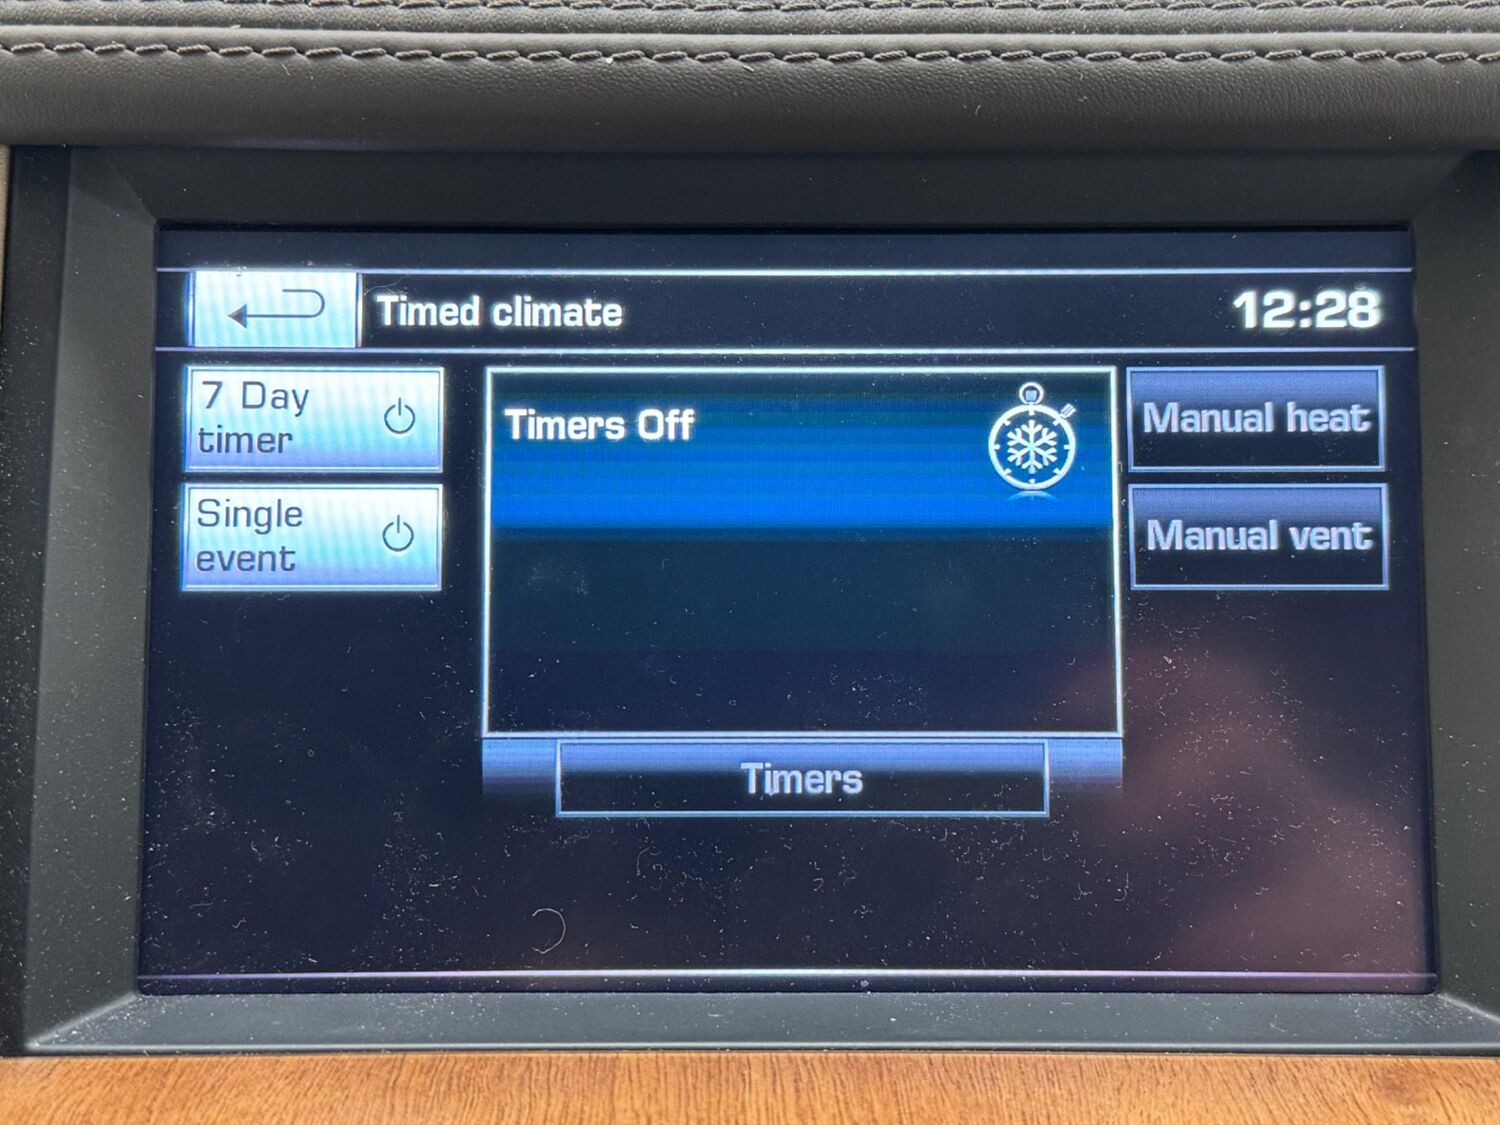 Timed climate
12:28
7 Day
timer
Timers Off
Manual heat
Single
event
Manual vent
Timers